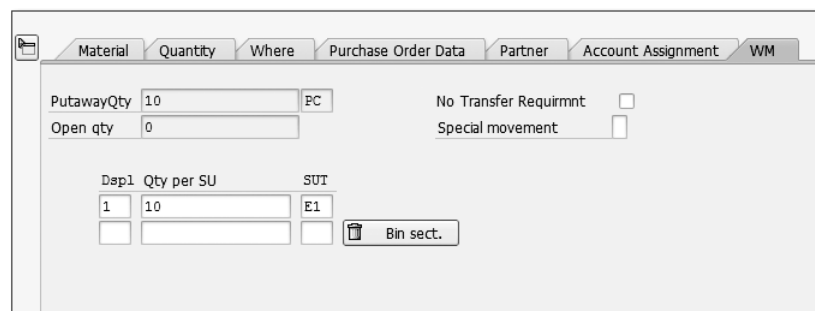 Material Quantity Where Purchase Order Data Partner Account Assignment WM
PutawayQty 10 PC No Transfer Requirmnt
Open qty 0 Special movement
Dspl Qty per SU SUT
1 10 E1
Bin sect.